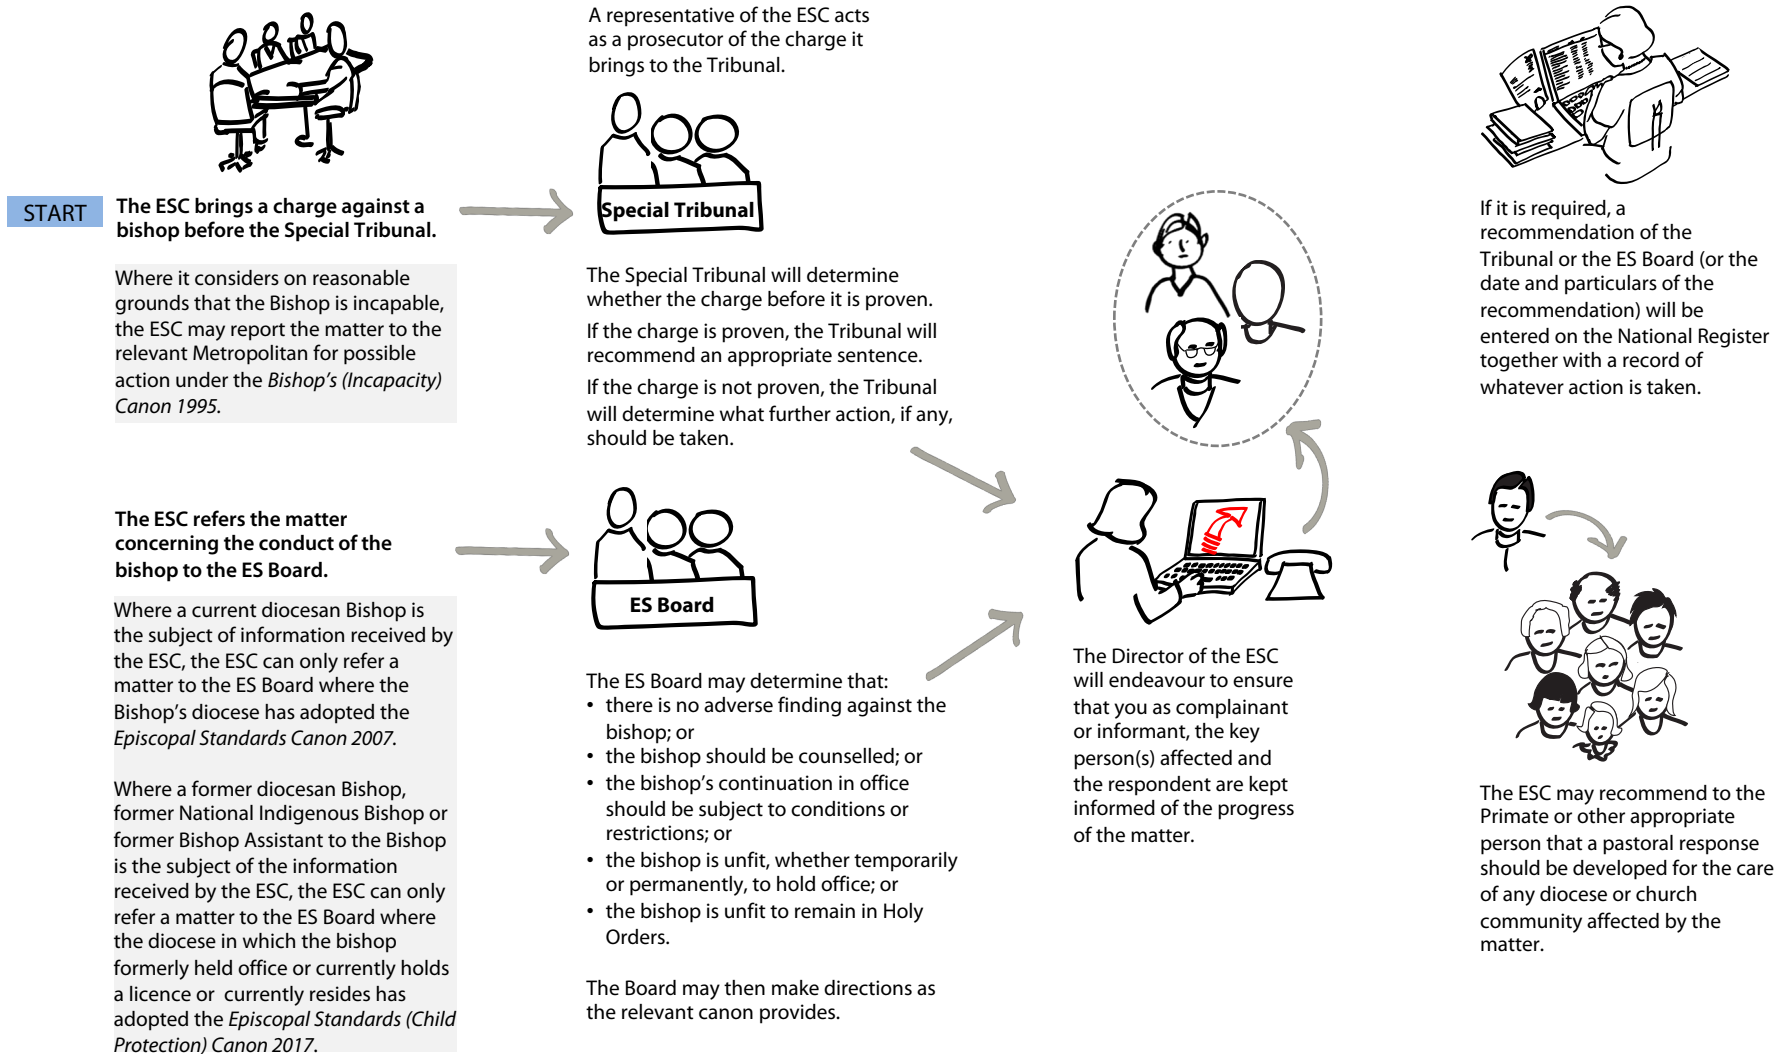 START
The ESC brings a charge against a
bishop before the Special Tribunal.
Where it considers on reasonable
grounds that the Bishop is incapable,
the ESC may report the matter to the
relevant Metropolitan for possible
action under the Bishop's (Incapacity)
Canon 1995.
The ESC refers the matter
concerning the conduct of the
bishop to the ES Board.
Where a current diocesan Bishop is
the subject of information received by
the ESC, the ESC can only refer a
matter to the ES Board where the
Bishop's diocese has adopted the
Episcopal Standards Canon 2007.
Where a former diocesan Bishop,
former National Indigenous Bishop or
former Bishop Assistant to the Bishop
is the subject of the information
received by the ESC, the ESC can only
refer a matter to the ES Board where
the diocese in which the bishop
formerly held office or currently holds
a licence or currently resides has
adopted the Episcopal Standards (Child
Protection) Canon 2017.
A representative of the ESC acts
as a prosecutor of the charge it
brings to the Tribunal.
Special Tribunal
The Special Tribunal will determine
whether the charge before it is proven.
If the charge is proven, the Tribunal will
recommend an appropriate sentence.
If the charge is not proven, the Tribunal
will determine what further action, if any,
should be taken.
ES Board
The ES Board may determine that:
• there is no adverse finding against the
bishop; or
• the bishop should be counselled; or
• the bishop's continuation in office
should be subject to conditions or
restrictions; or
• the bishop is unfit, whether temporarily
or permanently, to hold office; or
• the bishop is unfit to remain in Holy
Orders.
The Board may then make directions as
the relevant canon provides.
The Director of the ESC
will endeavour to ensure
that you as complainant
or informant, the key
person(s) affected and
the respondent are kept
informed of the progress
of the matter.
If it is required, a
recommendation of the
Tribunal or the ES Board (or the
date and particulars of the
recommendation) will be
entered on the National Register
together with a record of
whatever action is taken.
The ESC may recommend to the
Primate or other appropriate
person that a pastoral response
should be developed for the care
of any diocese or church
community affected by the
matter.